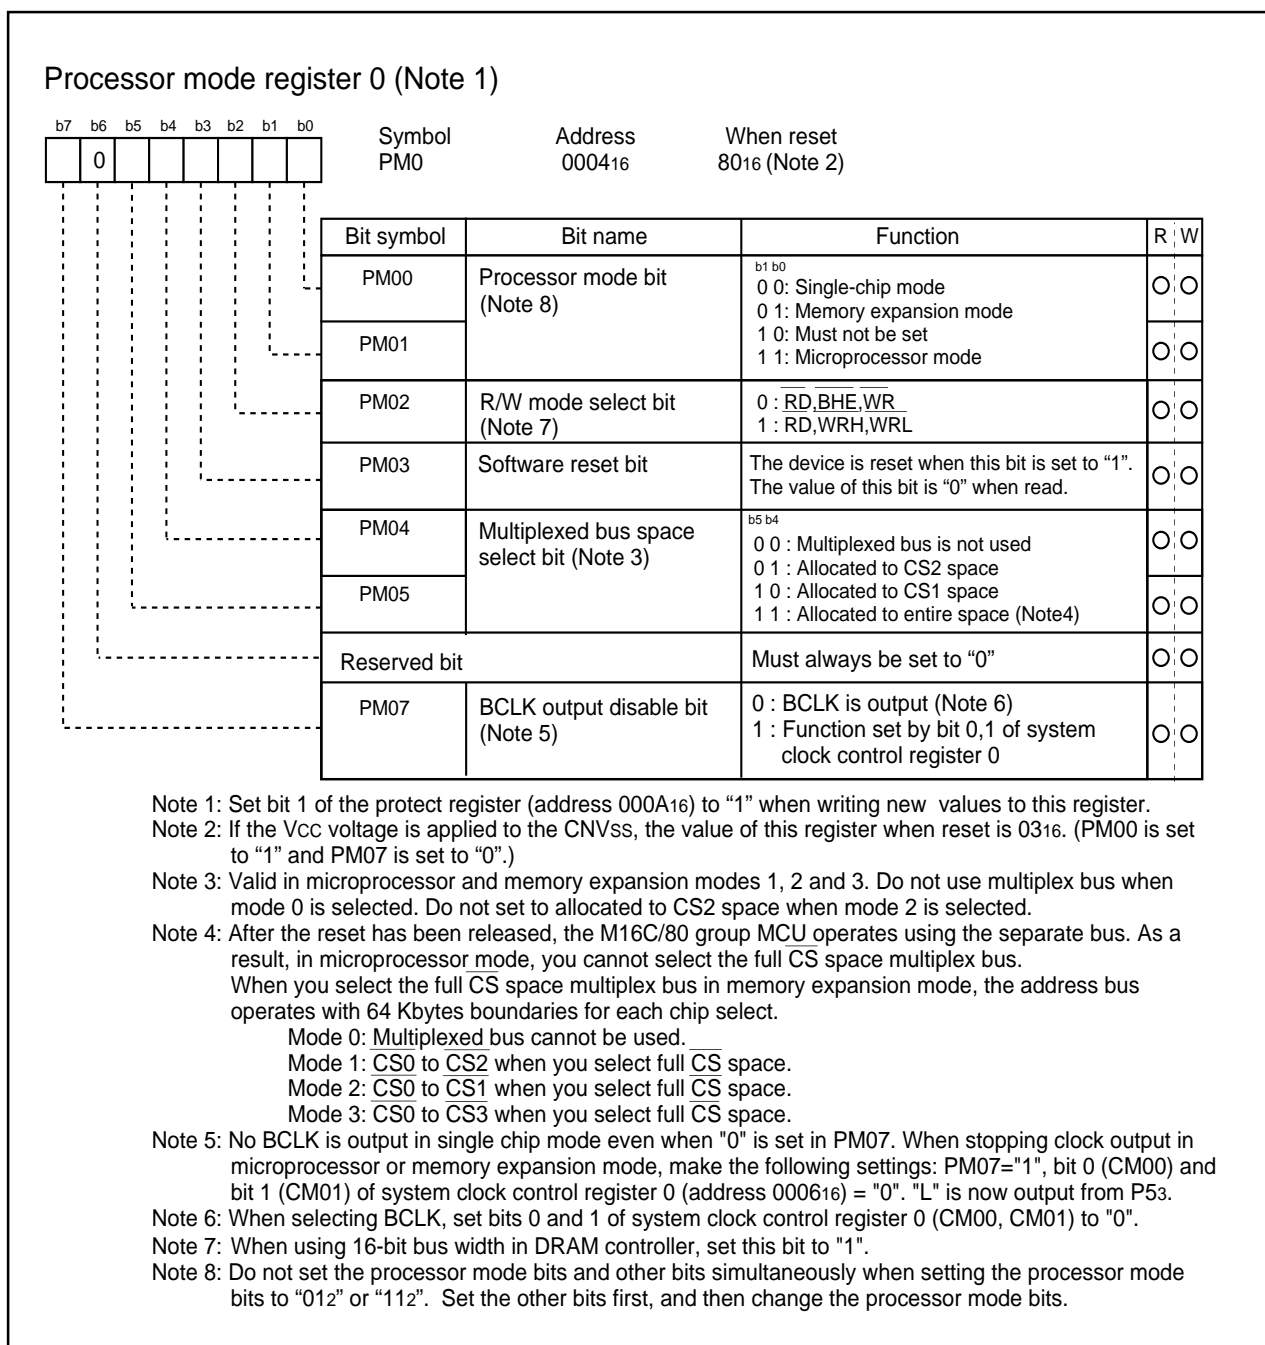 Processor mode register 0 (Note 1)
b7 b6 b5 b4 b3 b2 b1 b0
0
Symbol Address When reset
PM0 000416 8016 (Note 2)
Bit symbol Bit name Function R W
PM00 Processor mode bit (Note 8)
b1 b0
0 0: Single-chip mode
0 1: Memory expansion mode
1 0: Must not be set
1 1: Microprocessor mode
PM01
PM02 R/W mode select bit (Note 7)
0 : RD,BHE,WR
1 : RD,WRH,WRL
PM03 Software reset bit
The device is reset when this bit is set to “1”.
The value of this bit is “0” when read.
PM04 Multiplexed bus space select bit (Note 3)
b5 b4
0 0 : Multiplexed bus is not used
0 1 : Allocated to CS2 space
1 0 : Allocated to CS1 space
1 1 : Allocated to entire space (Note4)
PM05
Reserved bit Must always be set to “0”
PM07 BCLK output disable bit (Note 5)
0 : BCLK is output (Note 6)
1 : Function set by bit 0,1 of system
clock control register 0
Note 1: Set bit 1 of the protect register (address 000A16) to “1” when writing new values to this register.
Note 2: If the VCC voltage is applied to the CNVSS, the value of this register when reset is 0316. (PM00 is set
to “1” and PM07 is set to “0”.)
Note 3: Valid in microprocessor and memory expansion modes 1, 2 and 3. Do not use multiplex bus when
mode 0 is selected. Do not set to allocated to CS2 space when mode 2 is selected.
Note 4: After the reset has been released, the M16C/80 group MCU operates using the separate bus. As a
result, in microprocessor mode, you cannot select the full CS space multiplex bus.
When you select the full CS space multiplex bus in memory expansion mode, the address bus
operates with 64 Kbytes boundaries for each chip select.
Mode 0: Multiplexed bus cannot be used.
Mode 1: CS0 to CS2 when you select full CS space.
Mode 2: CS0 to CS1 when you select full CS space.
Mode 3: CS0 to CS3 when you select full CS space.
Note 5: No BCLK is output in single chip mode even when "0" is set in PM07. When stopping clock output in
microprocessor or memory expansion mode, make the following settings: PM07="1", bit 0 (CM00) and
bit 1 (CM01) of system clock control register 0 (address 000616) = "0". "L" is now output from P53.
Note 6: When selecting BCLK, set bits 0 and 1 of system clock control register 0 (CM00, CM01) to "0".
Note 7: When using 16-bit bus width in DRAM controller, set this bit to "1".
Note 8: Do not set the processor mode bits and other bits simultaneously when setting the processor mode
bits to “012” or “112”. Set the other bits first, and then change the processor mode bits.